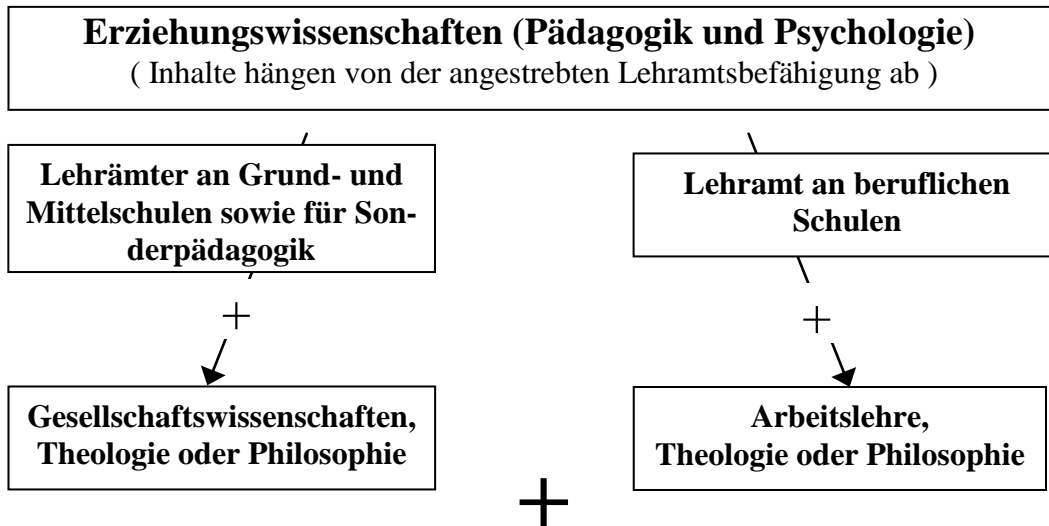 Erziehungswissenschaften (Pädagogik und Psychologie)
( Inhalte hängen von der angestrebten Lehramtsbefähigung ab )
Lehrämter an Grund- und
Mittelschulen sowie für Son-
derpädagogik
+
Gesellschaftswissenschaften,
Theologie oder Philosophie
Lehramt an beruflichen
Schulen
+
Arbeitslehre,
Theologie oder Philosophie
+